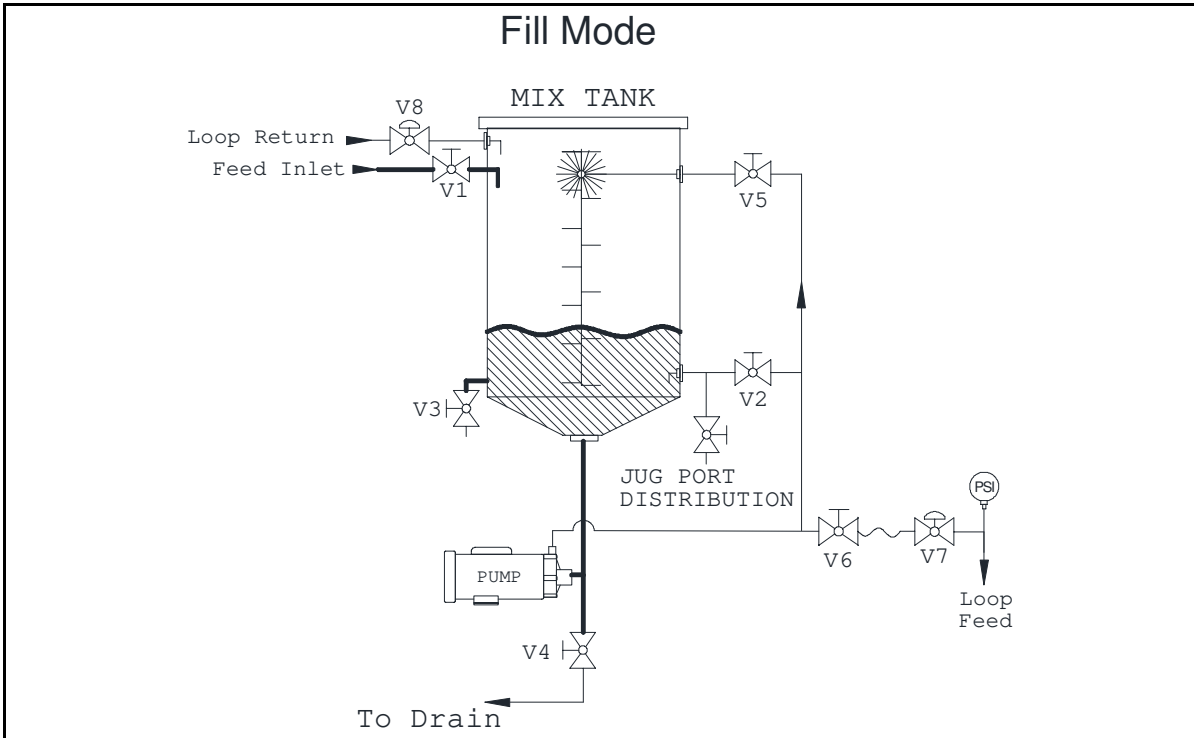 Fill Mode
MIX TANK
V8
Loop Return
Feed Inlet
V1
V5
V3
V2
JUG PORT
DISTRIBUTION
PSI
V6
V7
PUMP
Loop
Feed
V4
To Drain